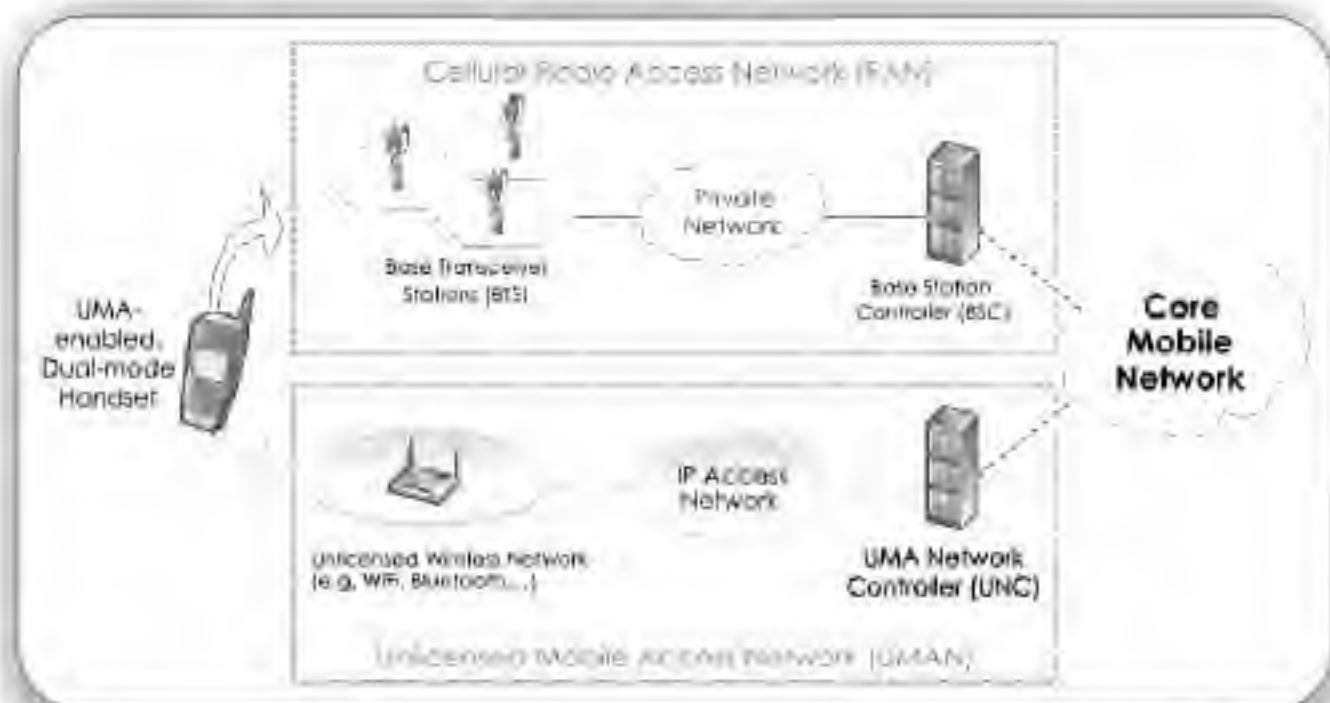 Cellular Radio Access Network (RAN)
Private
Network
Base Transceiver
Stations (BTS)
Base Station
Controller (BSC)
UMA-
enabled,
Dual-mode
Handset
Core
Mobile
Network
IP Access
Network
Unlicensed Wireless Network
(e.g, WiFi, Bluetooth,...)
UMA Network
Controller (UNC)
Unlicensed Mobile Access Network (UMAN)